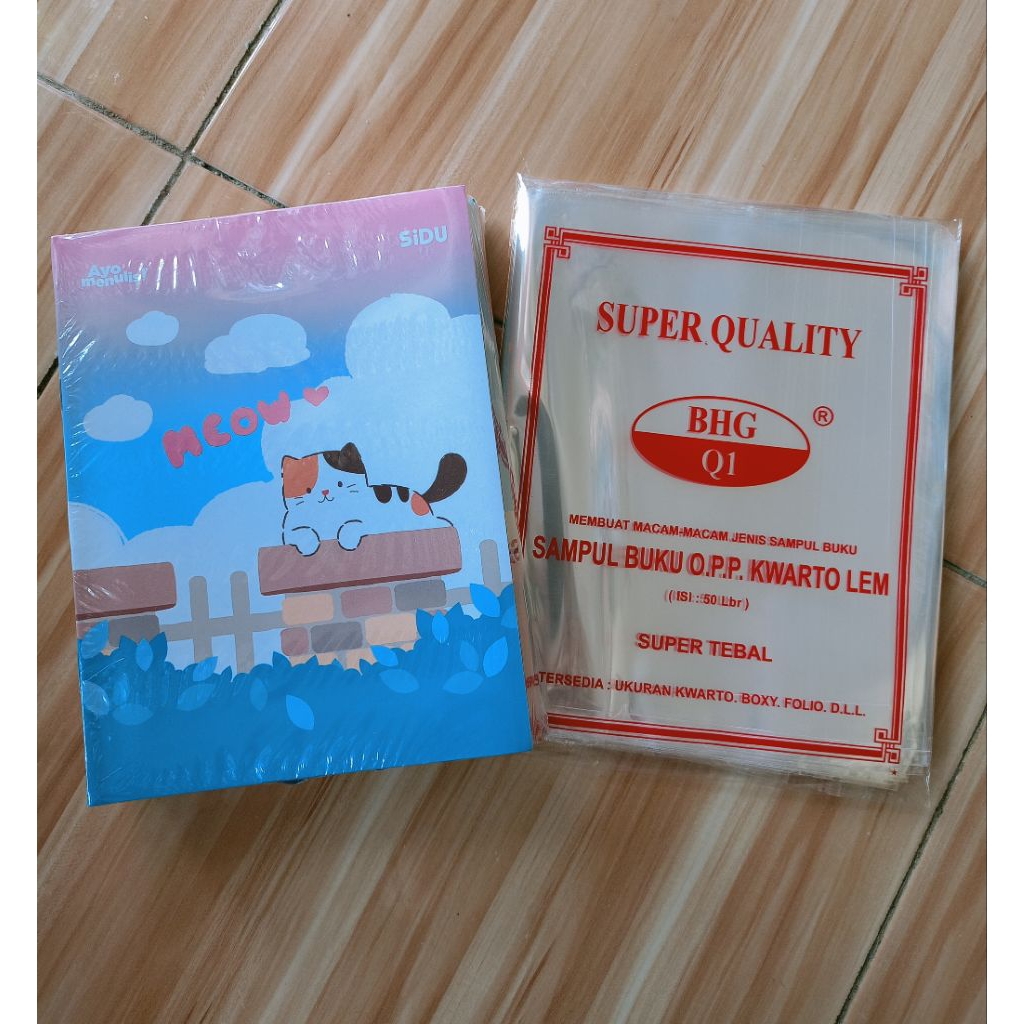 Ayo menulis
SiDU
MEOW
SUPER QUALITY
BHG
®
Q1
MEMBUAT MACAM-MACAM JENIS SAMPUL BUKU
SAMPUL BUKU O.P.P. KWARTO LEM
( ISI : 50 Lbr )
SUPER TEBAL
TERSEDIA : UKURAN KWARTO. BOXY. FOLIO. D.L.L.